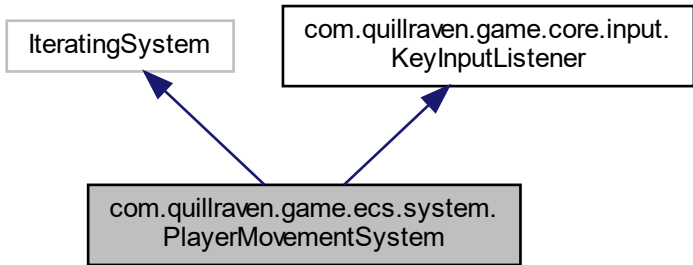 IteratingSystem
com.quillraven.game.core.input.
KeyInputListener
com.quillraven.game.ecs.system.
PlayerMovementSystem